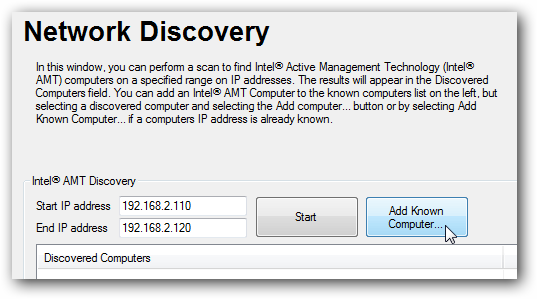 Network Discovery
In this window, you can perform a scan to find Intel® Active Management Technology (Intel®
AMT) computers on a specified range on IP addresses. The results will appear in the Discovered
Computers field. You can add an Intel® AMT Computer to the known computers list on the left, but
selecting a discovered computer and selecting the Add computer... button or by selecting Add
Known Computer... if a computers IP address is already known.
Intel® AMT Discovery
Start IP address 192.168.2.110
End IP address 192.168.2.120
Start
Add Known
Computer...
Discovered Computers